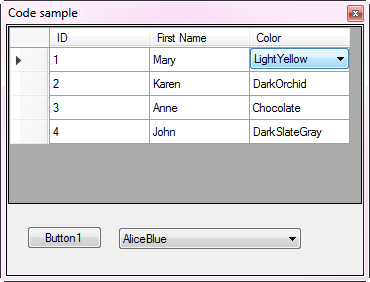 Code sample
ID First Name Color
1 Mary LightYellow
2 Karen DarkOrchid
3 Anne Chocolate
4 John DarkSlateGray
Button1 AliceBlue